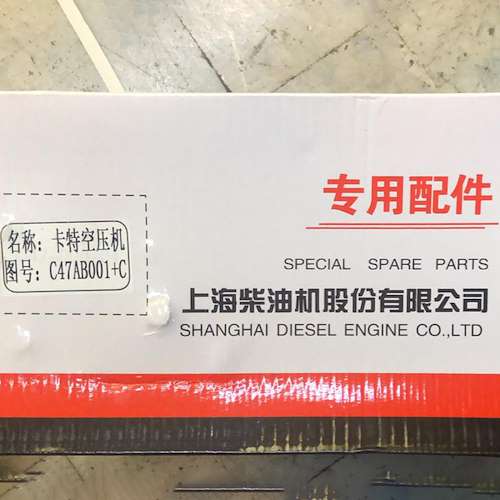 专用配件
名称：卡特空压机
图号：C47AB001+C
SPECIAL SPARE PARTS
上海柴油机股份有限公司
SHANGHAI DIESEL ENGINE CO.,LTD